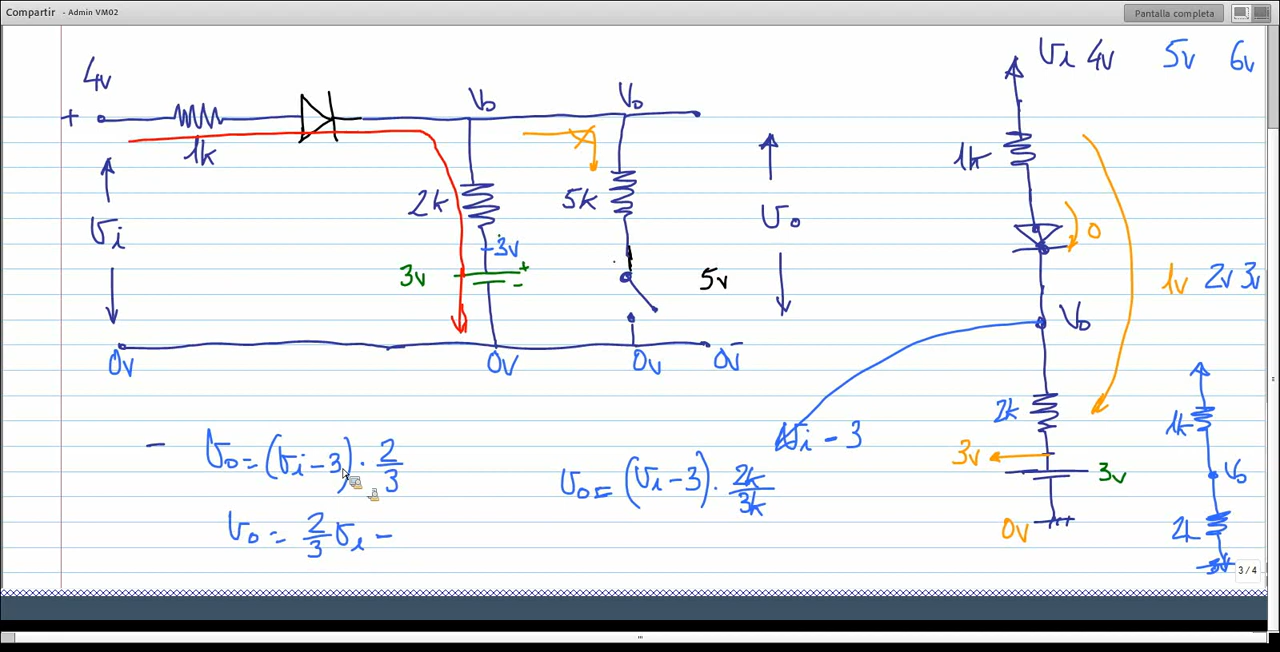 Compartir - Admin VM02
Pantalla completa
4v
+
1k
Vi
Vo
Vo
2k
5k
3v
3v
+
-
5v
Vo
0v
0v
0v
0v
Vi 4v 5v 6v
1k
0
1v 2v 3v
Vo
2k
3v
3v
0v
1k
Vo
2k
3/4
Vi - 3
-
Vo = (Vi - 3) · 2/3
Vo = (Vi - 3) · 2k/3k
Vo = 2/3 Vi -